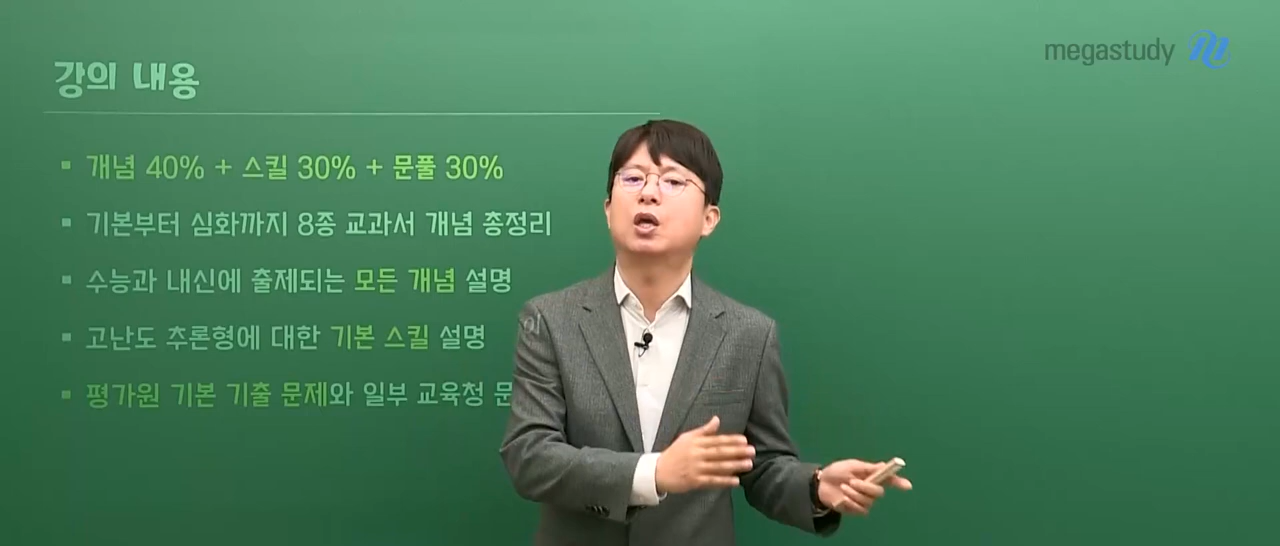 강의 내용
megastudy
개념 40% + 스킬 30% + 문풀 30%
기본부터 심화까지 8종 교과서 개념 총정리
수능과 내신에 출제되는 모든 개념 설명
고난도 추론형에 대한 기본 스킬 설명
평가원 기본 기출 문제와 일부 교육청